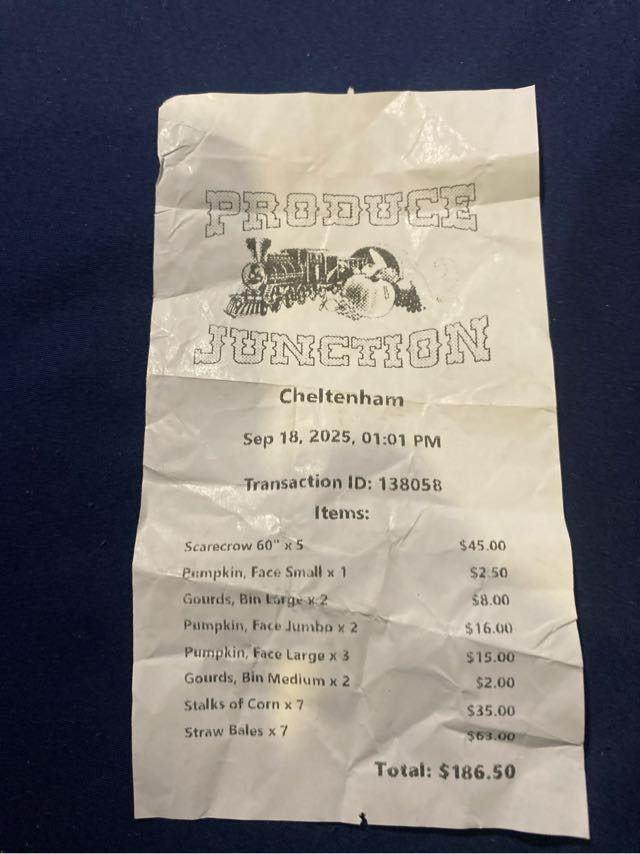 PRODUCE
JUNCTION
Cheltenham
Sep 18, 2025, 01:01 PM
Transaction ID: 138058
Items:
Scarecrow 60" x 5 $45.00
Pumpkin, Face Small x 1 $2.50
Gourds, Bin Large x 2 $8.00
Pumpkin, Face Jumbo x 2 $16.00
Pumpkin, Face Large x 3 $15.00
Gourds, Bin Medium x 2 $2.00
Stalks of Corn x 7 $35.00
Straw Bales x 7 $63.00
Total: $186.50